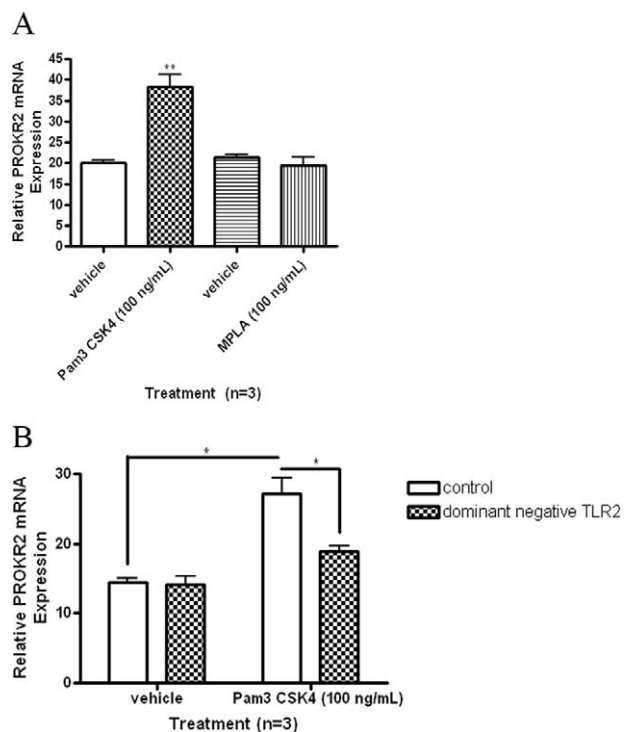 A
Relative PROKR2 mRNA
Expression
45
40
35
30
25
20
15
10
5
0
**
vehicle
Pam3 CSK4 (100 ng/mL)
vehicle
MPLA (100 ng/mL)
Treatment (n=3)
B
Relative PROKR2 mRNA
Expression
30
20
10
0
*
*
control
dominant negative TLR2
vehicle
Pam3 CSK4 (100 ng/mL)
Treatment (n=3)